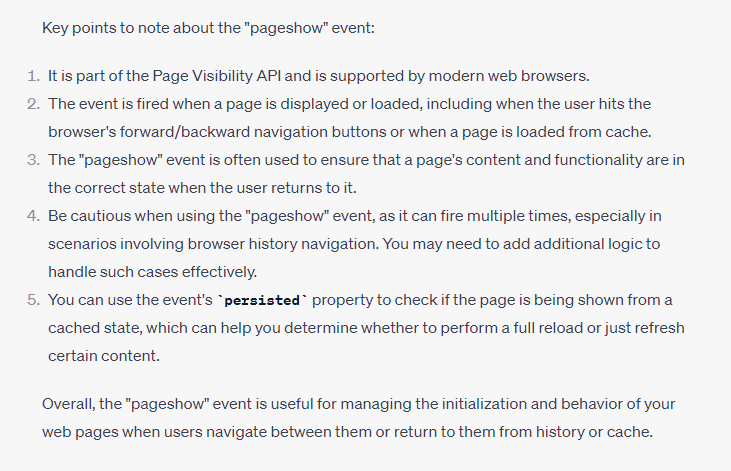 Key points to note about the "pageshow" event:
1. It is part of the Page Visibility API and is supported by modern web browsers.
2. The event is fired when a page is displayed or loaded, including when the user hits the
browser's forward/backward navigation buttons or when a page is loaded from cache.
3. The "pageshow" event is often used to ensure that a page's content and functionality are in
the correct state when the user returns to it.
4. Be cautious when using the "pageshow" event, as it can fire multiple times, especially in
scenarios involving browser history navigation. You may need to add additional logic to
handle such cases effectively.
5. You can use the event's `persisted` property to check if the page is being shown from a
cached state, which can help you determine whether to perform a full reload or just refresh
certain content.
Overall, the "pageshow" event is useful for managing the initialization and behavior of your
web pages when users navigate between them or return to them from history or cache.